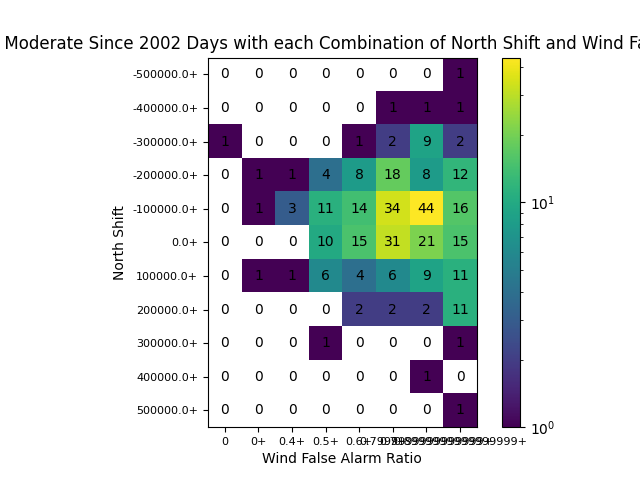 Moderate Since 2002 Days with each Combination of North Shift and Wind Fa
-500000.0+ 0 0 0 0 0 0 0 1
-400000.0+ 0 0 0 0 0 1 1 1
-300000.0+ 1 0 0 0 1 2 9 2
-200000.0+ 0 1 1 4 8 18 8 12
-100000.0+ 0 1 3 11 14 34 44 16
0.0+ 0 0 0 10 15 31 21 15
100000.0+ 0 1 1 6 4 6 9 11
200000.0+ 0 0 0 0 2 2 2 11
300000.0+ 0 0 0 1 0 0 0 1
400000.0+ 0 0 0 0 0 0 1 0
500000.0+ 0 0 0 0 0 0 0 1
North Shift
0 0+ 0.4+ 0.5+ 0.6+
Wind False Alarm Ratio
10¹
10⁰